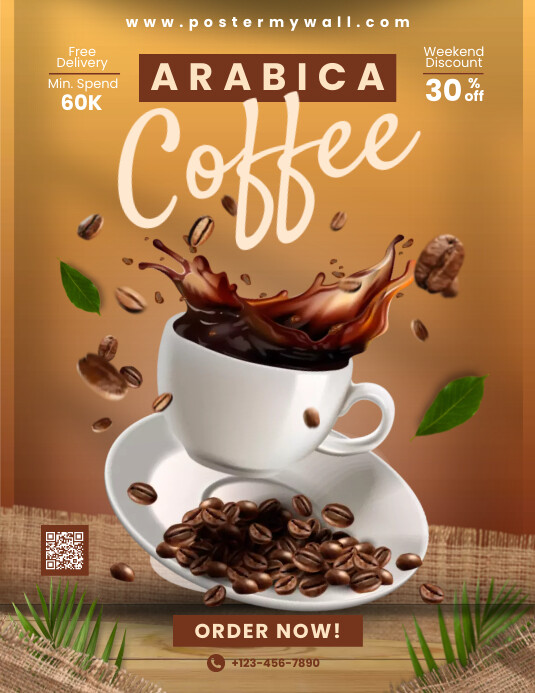 www.postermywall.com
Free
Delivery
Min. Spend
60K
ARABICA
Weekend
Discount
30 %
off
Coffee
ORDER NOW!
+123-456-7890